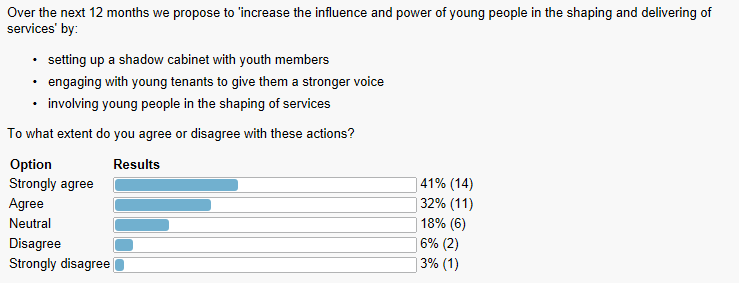 Over the next 12 months we propose to 'increase the influence and power of young people in the shaping and delivering of
services' by:
• setting up a shadow cabinet with youth members
• engaging with young tenants to give them a stronger voice
• involving young people in the shaping of services
To what extent do you agree or disagree with these actions?
Option Results
Strongly agree 41% (14)
Agree 32% (11)
Neutral 18% (6)
Disagree 6% (2)
Strongly disagree 3% (1)